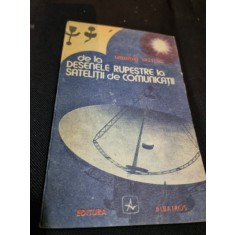 de la
DESENELE RUPESTRE la
SATELIȚII de COMUNICAȚII
EDITURA ALBATROS